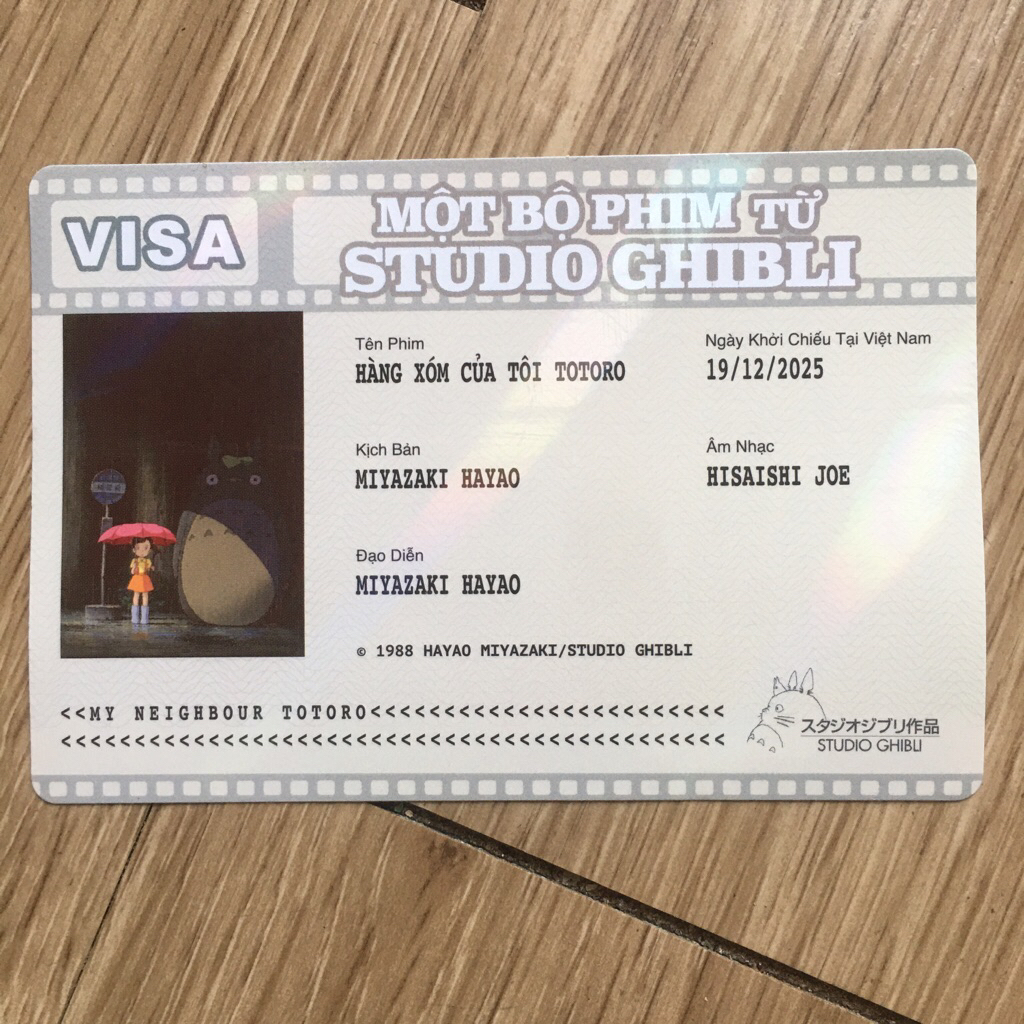 VISA
MỘT BỘ PHIM TỪ
STUDIO GHIBLI
Tên Phim
HÀNG XÓM CỦA TÔI TOTORO
Ngày Khởi Chiếu Tại Việt Nam
19/12/2025
Kịch Bản
MIYAZAKI HAYAO
Âm Nhạc
HISAISHI JOE
Đạo Diễn
MIYAZAKI HAYAO
© 1988 HAYAO MIYAZAKI/STUDIO GHIBLI
<<MY NEIGHBOUR TOTORO<<<<<<<<<<<<<<<<<<<<<<<<<
<<<<<<<<<<<<<<<<<<<<<<<<<<<<<<<<<<<<<<<<<<<<<<
スタジオジブリ作品
STUDIO GHIBLI